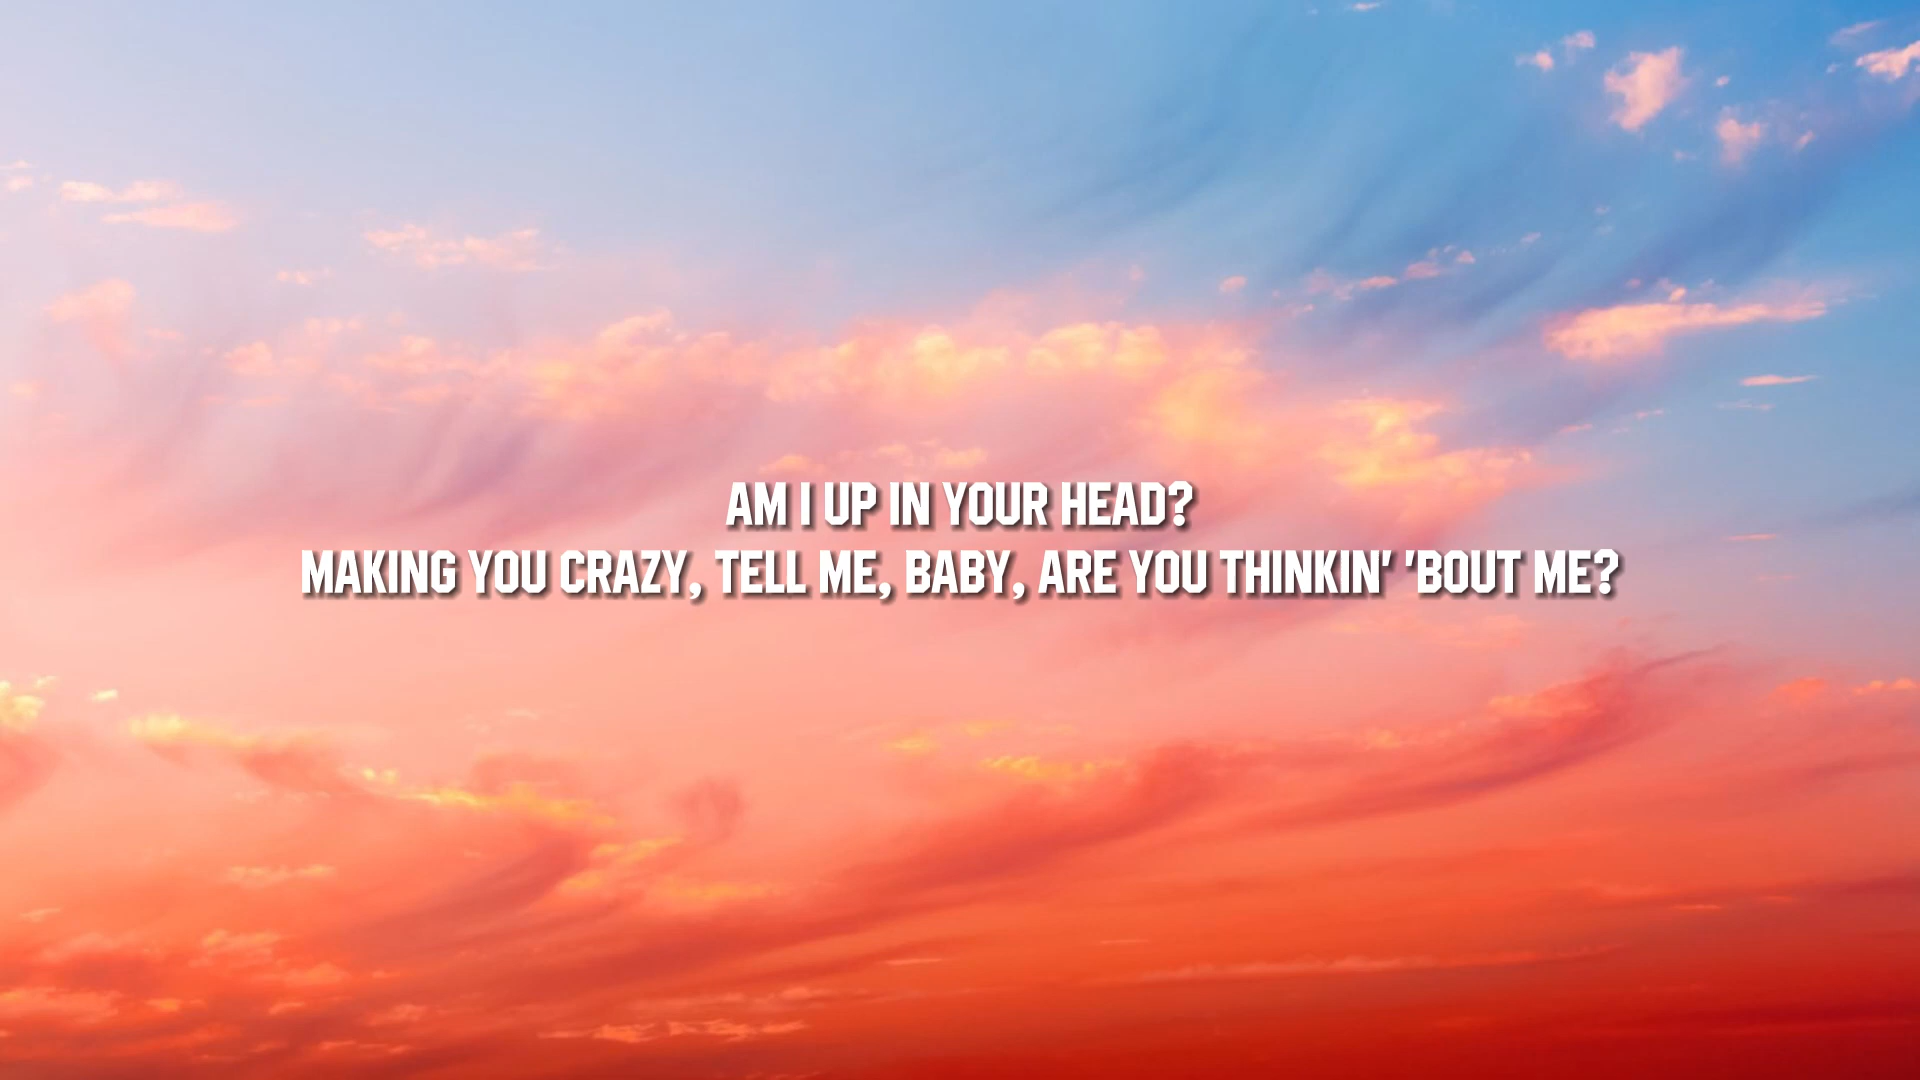 AM I UP IN YOUR HEAD?
MAKING YOU CRAZY, TELL ME, BABY, ARE YOU THINKIN' 'BOUT ME?